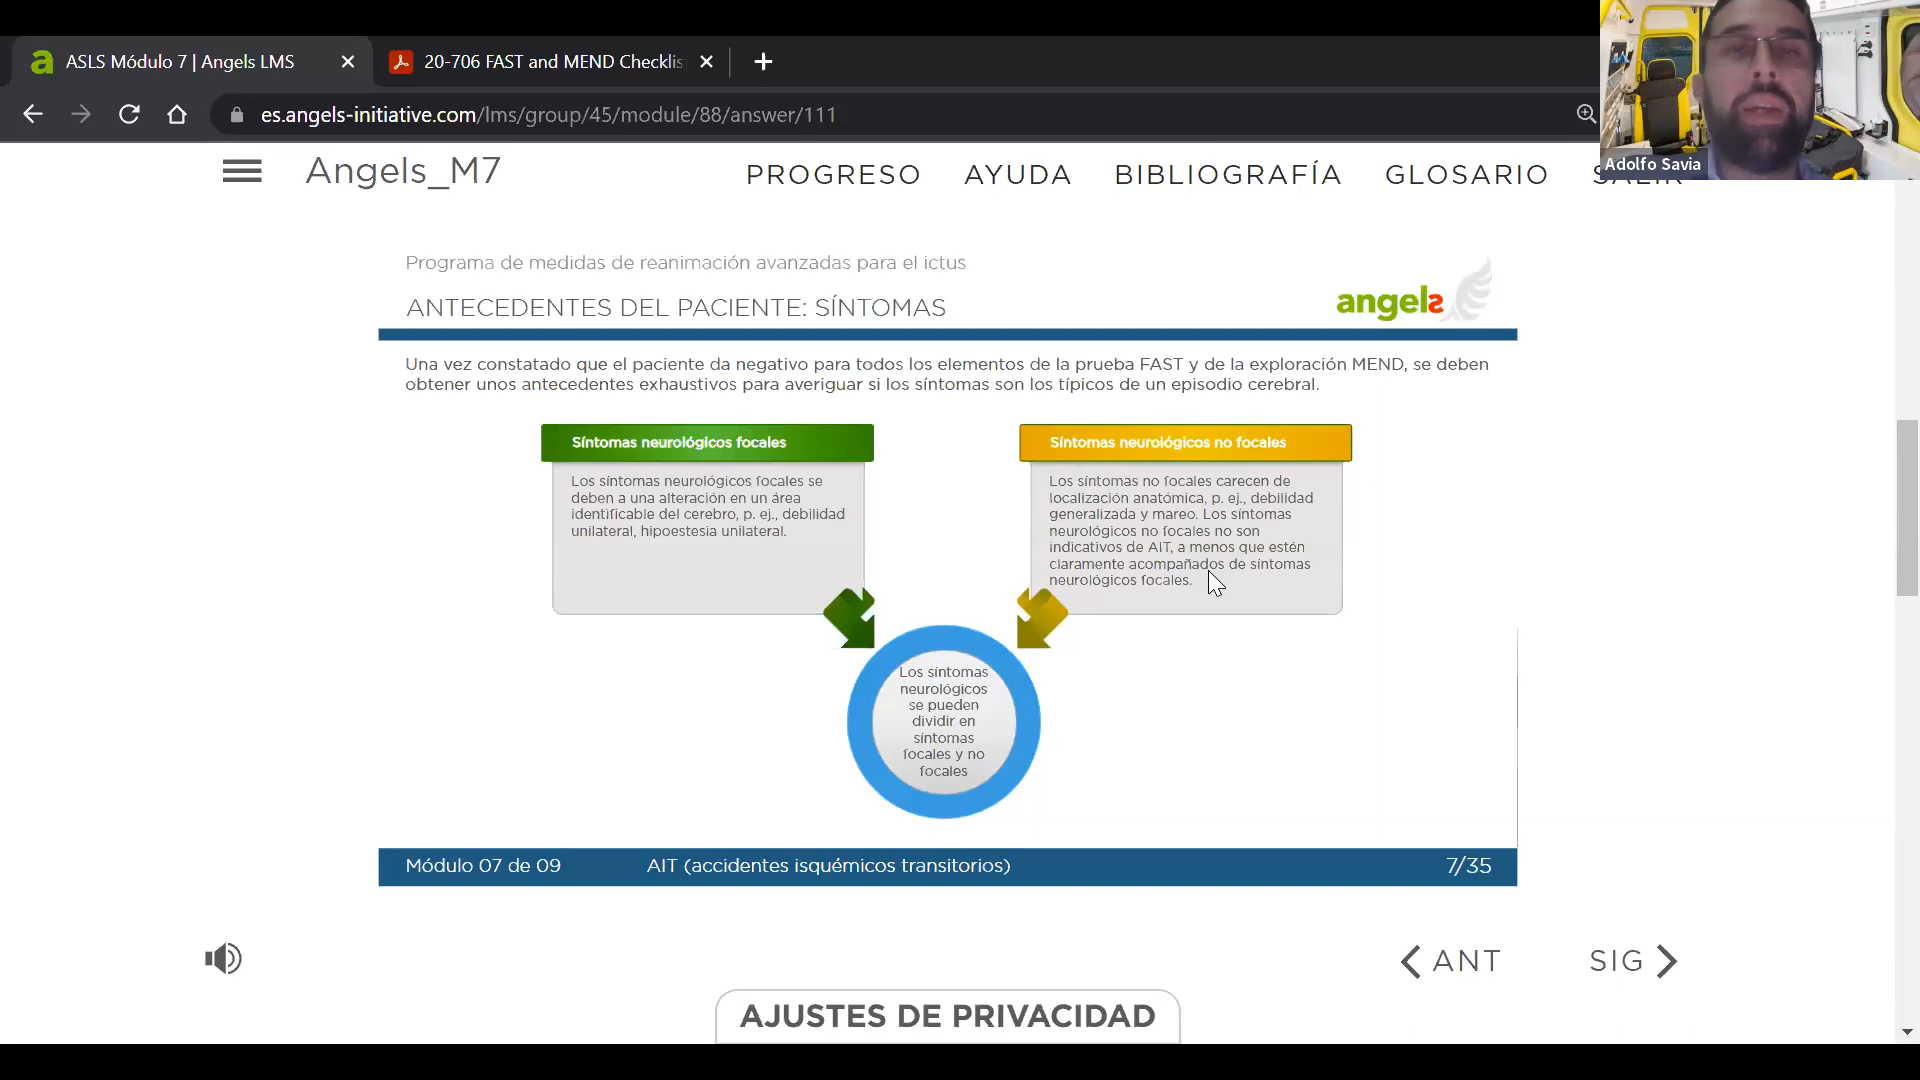 ASLS Módulo 7 | Angels LMS
20-706 FAST and MEND Checklis
es.angels-initiative.com/lms/group/45/module/88/answer/111
Adolfo Savia
Angels_M7
PROGRESO
AYUDA
BIBLIOGRAFÍA
GLOSARIO
SALIR
Programa de medidas de reanimación avanzadas para el ictus
ANTECEDENTES DEL PACIENTE: SÍNTOMAS
angels
Una vez constatado que el paciente da negativo para todos los elementos de la prueba FAST y de la exploración MEND, se deben
obtener unos antecedentes exhaustivos para averiguar si los síntomas son los típicos de un episodio cerebral.
Síntomas neurológicos focales
Los síntomas neurológicos focales se
deben a una alteración en un área
identificable del cerebro, p. ej., debilidad
unilateral, hipoestesia unilateral.
Síntomas neurológicos no focales
Los síntomas no focales carecen de
localización anatómica, p. ej., debilidad
generalizada y mareo. Los síntomas
neurológicos no focales no son
indicativos de AIT, a menos que estén
claramente acompañados de síntomas
neurológicos focales.
Los síntomas
neurológicos
se pueden
dividir en
síntomas
focales y no
focales
Módulo 07 de 09
AIT (accidentes isquémicos transitorios)
7/35
ANT
SIG
AJUSTES DE PRIVACIDAD